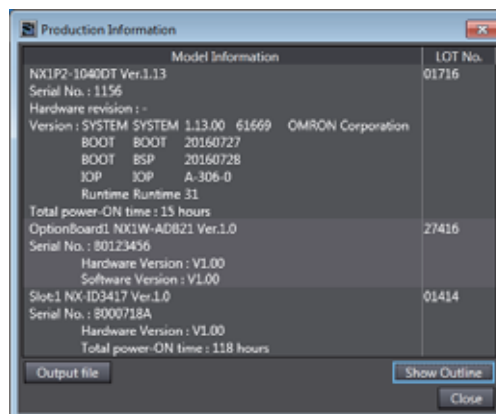 Production Information
Model Information LOT No.
NX1P2-1040DT Ver.1.13 01716
Serial No. : 1156
Hardware revision : -
Version : SYSTEM SYSTEM 1.13.00 61669 OMRON Corporation
BOOT BOOT 20160727
BOOT BSP 20160728
IOP IOP A-306-0
Runtime Runtime 31
Total power-ON time : 15 hours
OptionBoard1 NX1W-ADB21 Ver.1.0 27416
Serial No. : 80123456
Hardware Version : V1.00
Software Version : V1.00
Slot:1 NX-ID3417 Ver.1.0 01414
Serial No. : 8000718A
Hardware Version : V1.00
Total power-ON time : 118 hours
Output file Show Outline
Close